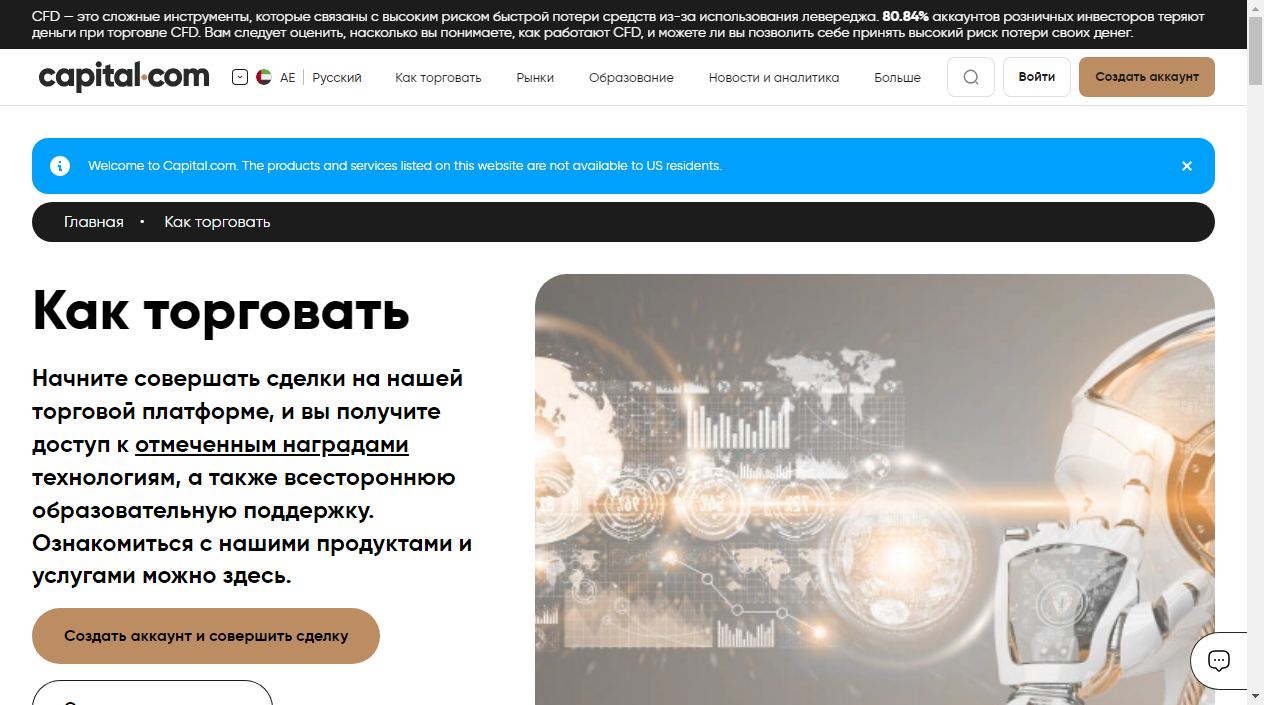 CFD — это сложные инструменты, которые связаны с высоким риском быстрой потери средств из-за использования левереджа. 80.84% аккаунтов розничных инвесторов теряют
деньги при торговле CFD. Вам следует оценить, насколько вы понимаете, как работают CFD, и можете ли вы позволить себе принять высокий риск потери своих денег.
capital.com AE Русский Как торговать Рынки Образование Новости и аналитика Больше Войти Создать аккаунт
Welcome to Capital.com. The products and services listed on this website are not available to US residents.
Главная • Как торговать
Как торговать
Начните совершать сделки на нашей
торговой платформе, и вы получите
доступ к отмеченным наградами
технологиям, а также всестороннюю
образовательную поддержку.
Ознакомиться с нашими продуктами и
услугами можно здесь.
Создать аккаунт и совершить сделку